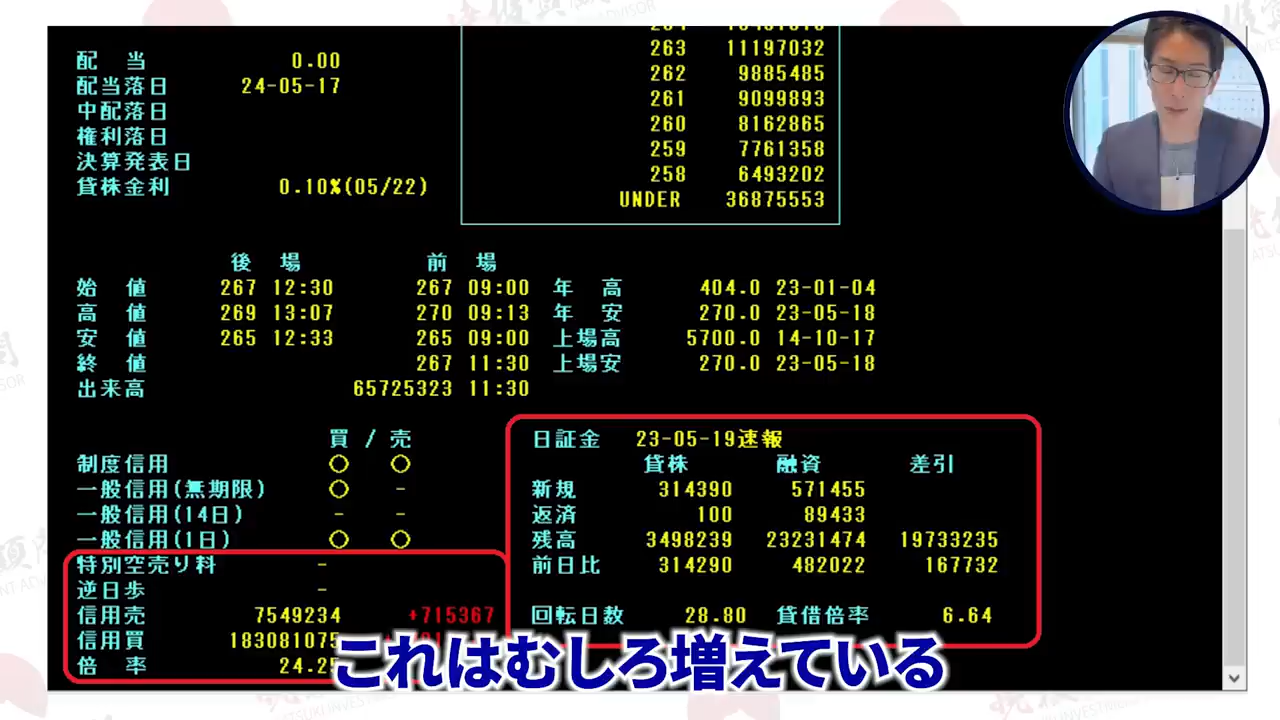 263 11197032
配 当 0.00 262 9885485
配当落日 24-05-17 261 9099893
中配落日 260 8162865
権利落日 259 7761358
決算発表日 258 6493202
貸株金利 0.10%(05/22) UNDER 36875553
後 場 前 場
始 値 267 12:30 267 09:00 年 高 404.0 23-01-04
高 値 269 13:07 270 09:13 年 安 270.0 23-05-18
安 値 265 12:33 265 09:00 上場高 5700.0 14-10-17
終 値 267 11:30 上場安 270.0 23-05-18
出来高 65725323 11:30
買 / 売
制度信用 〇 〇
一般信用(無期限) 〇 -
一般信用(14日) - -
一般信用(1日) 〇 〇
特別空売り料 -
逆日歩 -
信用売 7549234 +715367
信用買 183081075
倍 率 24.25
日証金 23-05-19速報
貸株 融資 差引
新規 314390 571455
返済 100 89433
残高 3498239 23231474 19733235
前日比 314290 482022 167732
回転日数 28.80 貸借倍率 6.64
これはむしろ増えている